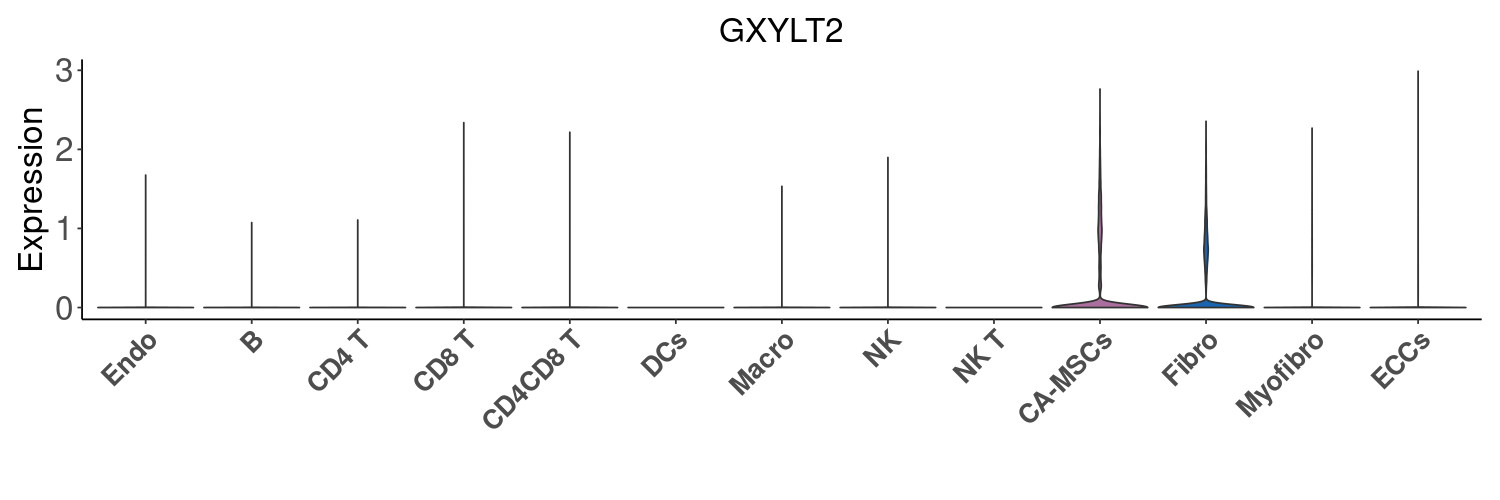 GXYLT2
Expression
3
2
1
0
Endo
B
CD4 T
CD8 T
CD4CD8 T
DCs
Macro
NK
NK T
CA-MSCs
Fibro
Myofibro
ECCs